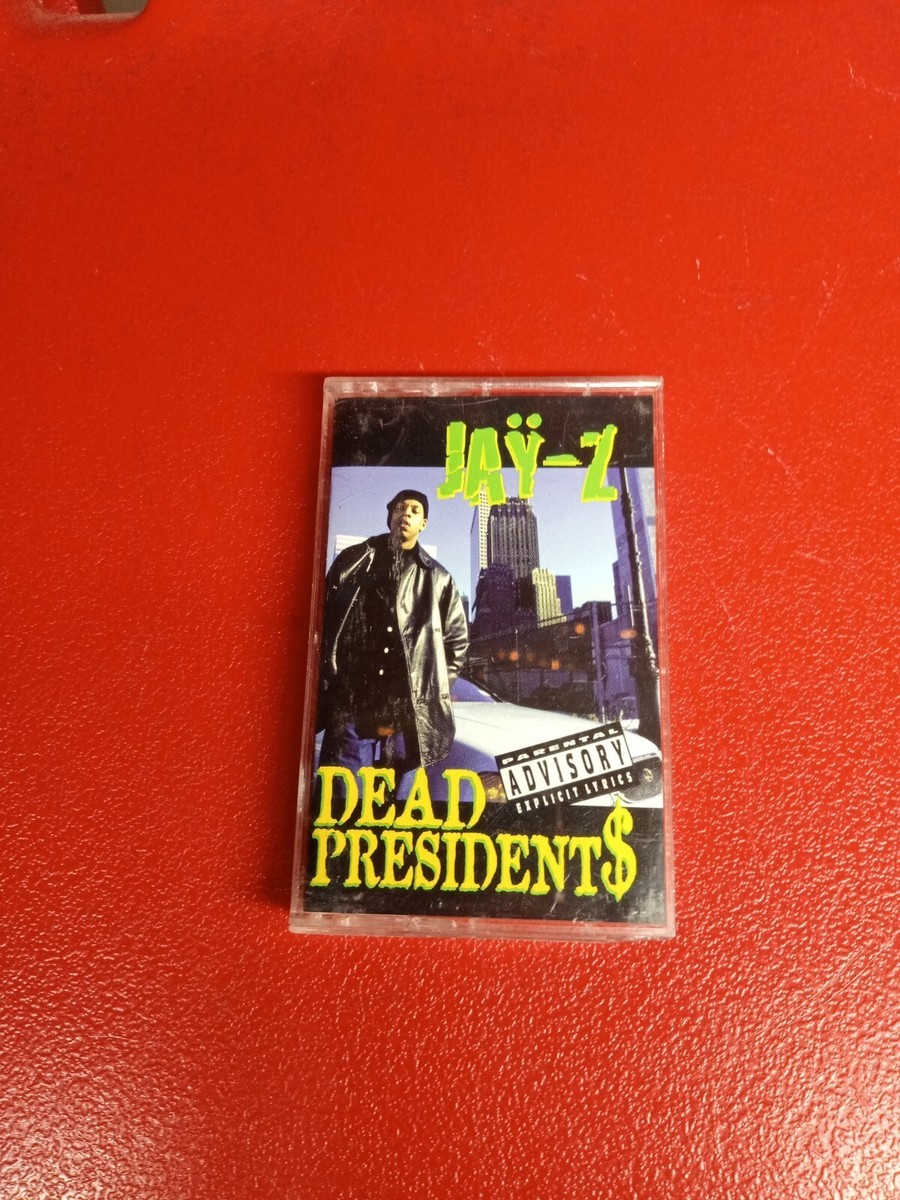 JAŸ-Z
PARENTAL
ADVISORY
EXPLICIT LYRICS
DEAD
PRESIDENT$